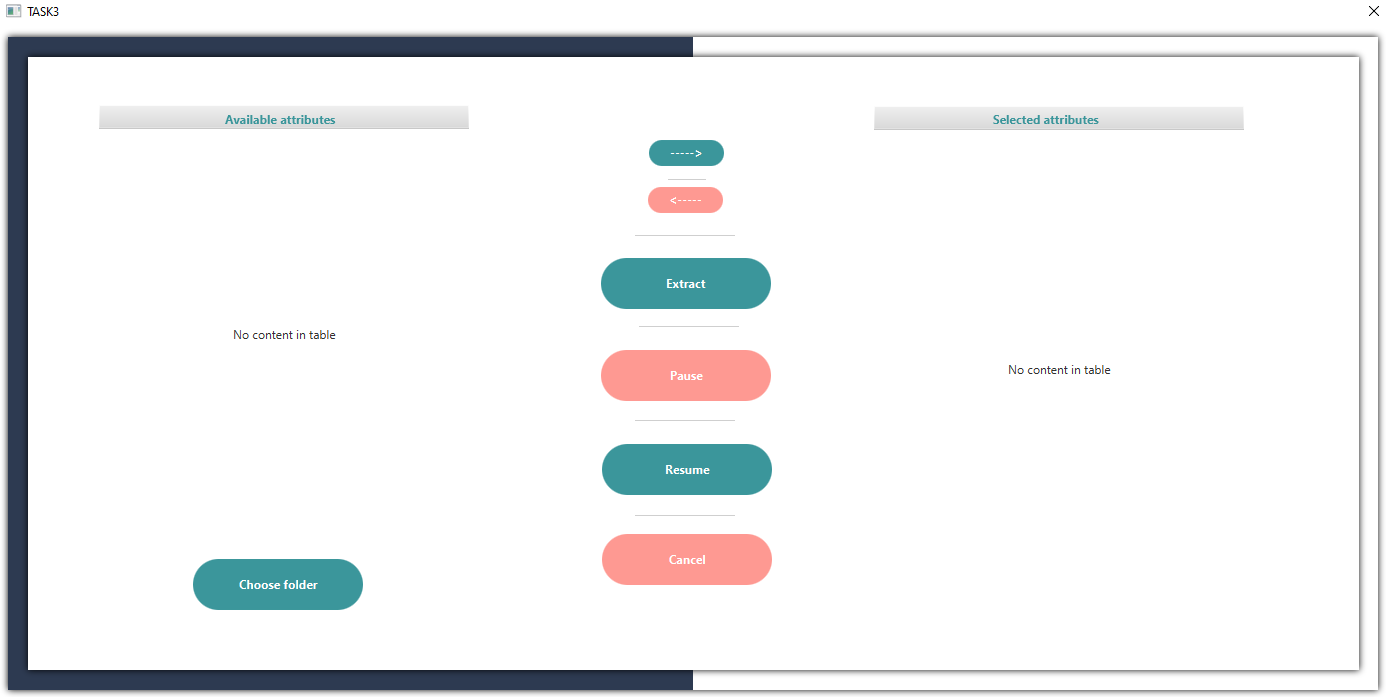 TASK3
Available attributes
Selected attributes
----->
<-----
Extract
No content in table
Pause
No content in table
Resume
Cancel
Choose folder